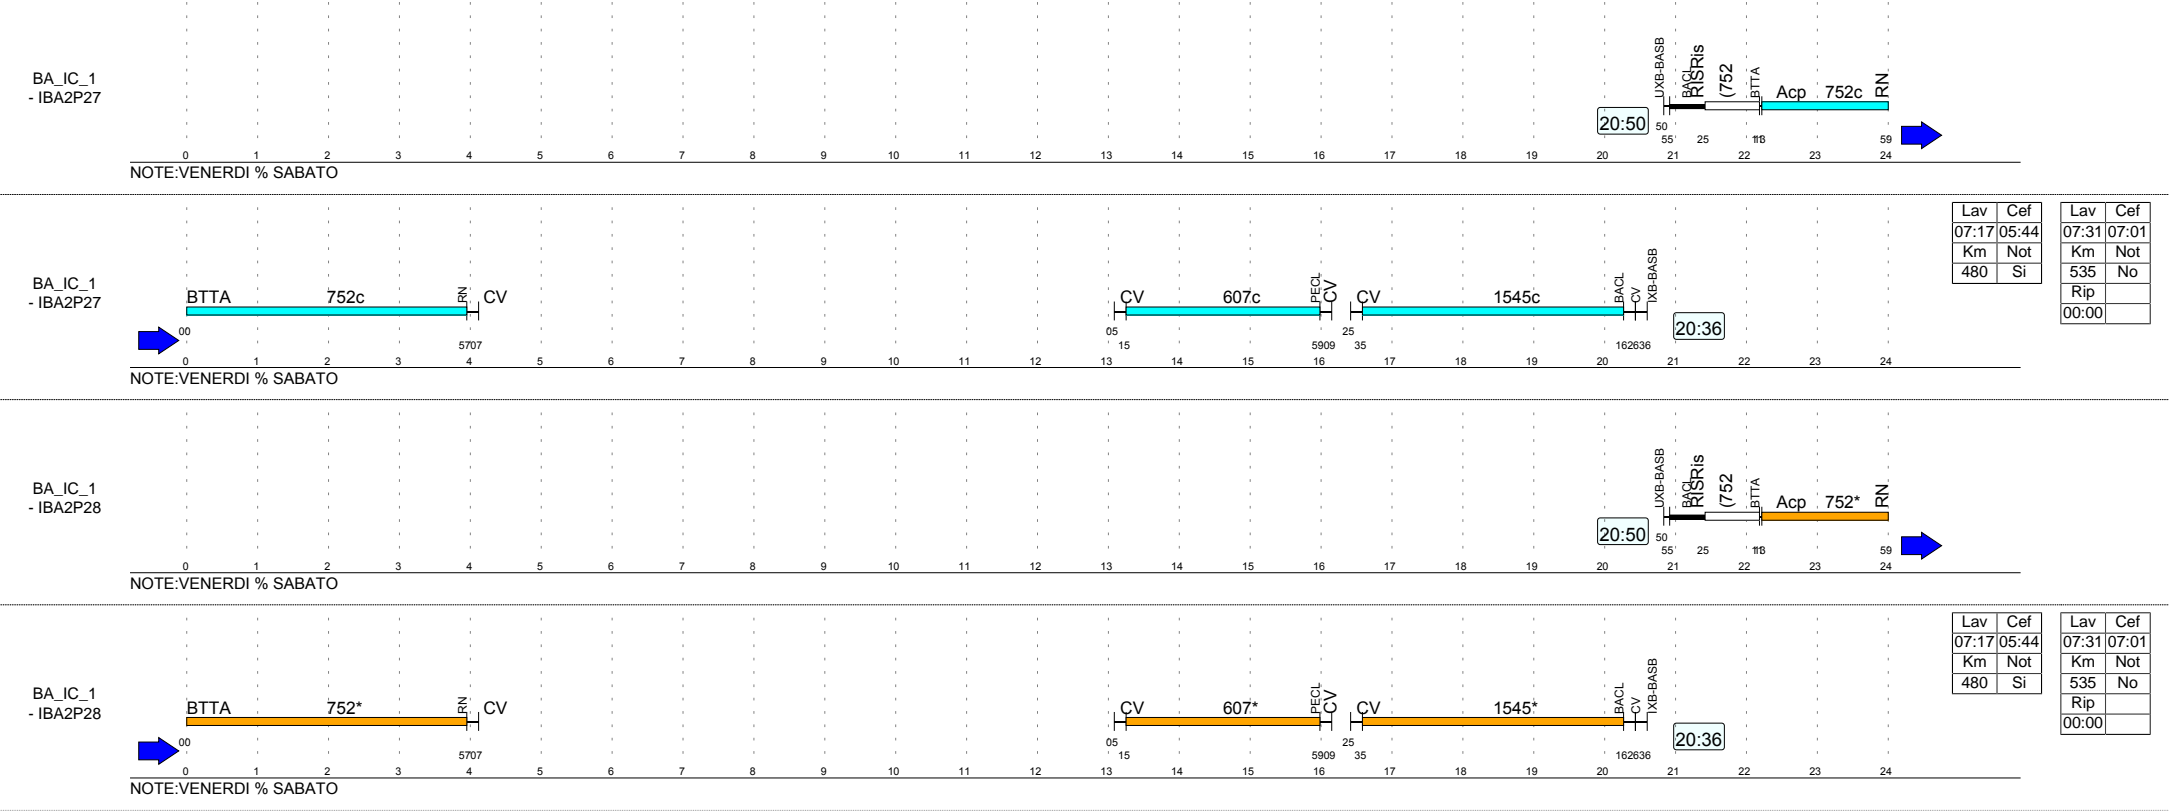 UXB-BASB
BACL
RISRis
(752
BTTA
Acp 752c
RN
BA_IC_1
- IBA2P27
20:50
50
55 25 59
0 1 2 3 4 5 6 7 8 9 10 11 12 13 14 15 16 17 18 19 20 21 22 23 24
NOTE:VENERDI % SABATO
Lav Cef Lav Cef
07:17 05:44 07:31 07:01
Km Not Km Not
480 Si 535 No
Rip
00:00
BA_IC_1
- IBA2P27
BTTA 752c RN CV CV 607c PECL CV CV 1545c BACL CV IXB-BASB
00 05 25
5707 15 5909 35 162636
20:36
0 1 2 3 4 5 6 7 8 9 10 11 12 13 14 15 16 17 18 19 20 21 22 23 24
NOTE:VENERDI % SABATO
UXB-BASB
BACL
RISRis
(752
BTTA
Acp 752*
RN
BA_IC_1
- IBA2P28
20:50
50
55 25 59
0 1 2 3 4 5 6 7 8 9 10 11 12 13 14 15 16 17 18 19 20 21 22 23 24
NOTE:VENERDI % SABATO
Lav Cef Lav Cef
07:17 05:44 07:31 07:01
Km Not Km Not
480 Si 535 No
Rip
00:00
BA_IC_1
- IBA2P28
BTTA 752* RN CV CV 607* PECL CV CV 1545* BACL CV IXB-BASB
00 05 25
5707 15 5909 35 162636
20:36
0 1 2 3 4 5 6 7 8 9 10 11 12 13 14 15 16 17 18 19 20 21 22 23 24
NOTE:VENERDI % SABATO